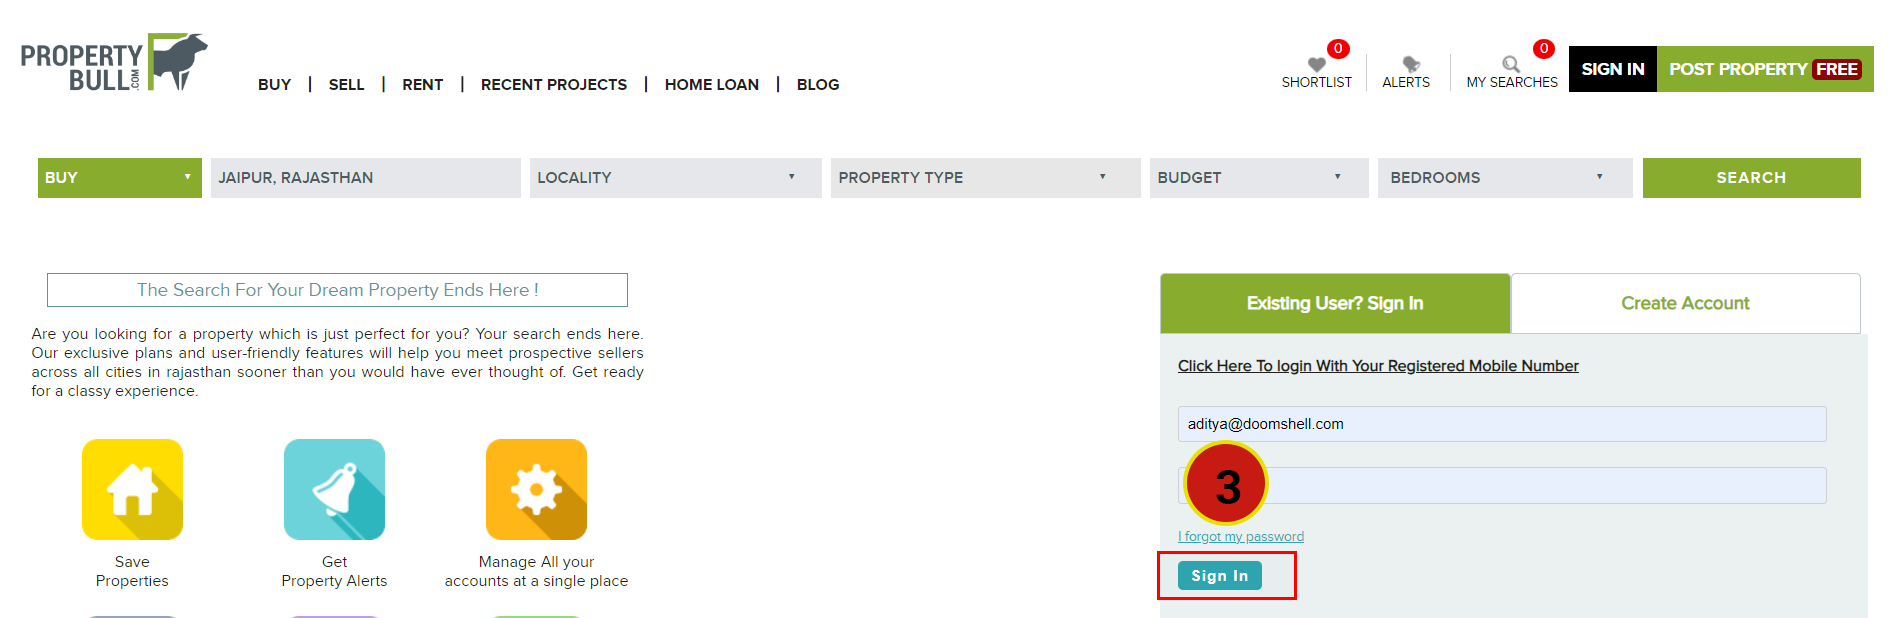 PROPERTY
BULL.COM
BUY | SELL | RENT | RECENT PROJECTS | HOME LOAN | BLOG
0
SHORTLIST
ALERTS
0
MY SEARCHES
SIGN IN
POST PROPERTY FREE
BUY
JAIPUR, RAJASTHAN
LOCALITY
PROPERTY TYPE
BUDGET
BEDROOMS
SEARCH
The Search For Your Dream Property Ends Here !
Are you looking for a property which is just perfect for you? Your search ends here.
Our exclusive plans and user-friendly features will help you meet prospective sellers
across all cities in rajasthan sooner than you would have ever thought of. Get ready
for a classy experience.
Save
Properties
Get
Property Alerts
Manage All your
accounts at a single place
Existing User? Sign In
Create Account
Click Here To login With Your Registered Mobile Number
aditya@doomshell.com
3
I forgot my password
Sign In